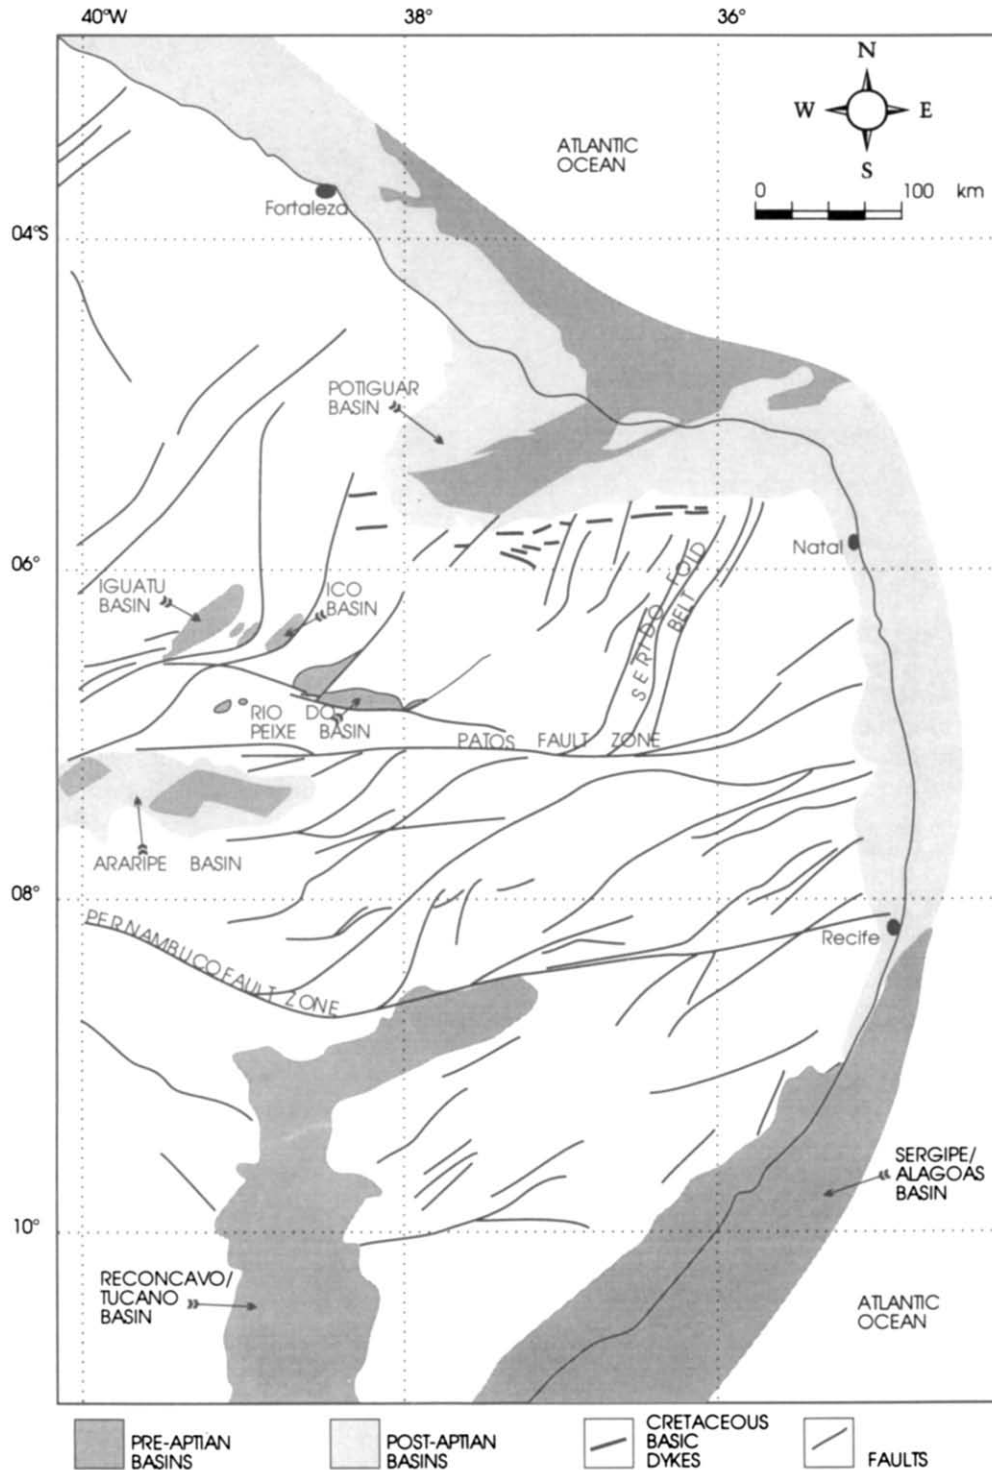 40°W 38° 36°
N
W E
S
ATLANTIC
OCEAN
0 100 km
Fortaleza
04°S
POTIGUAR
BASIN
Natal
06°
IGUATU
BASIN
ICO
BASIN
SERIDO FOLD
BELT
RIO DO
PEIXE BASIN
PATOS FAULT ZONE
ARARIPE BASIN
08°
PERNAMBUCO FAULT ZONE
Recife
SERGIPE/
ALAGOAS
BASIN
10°
RECONCAVO/
TUCANO
BASIN
ATLANTIC
OCEAN
PRE-APTIAN
BASINS
POST-APTIAN
BASINS
CRETACEOUS
BASIC
DYKES
FAULTS